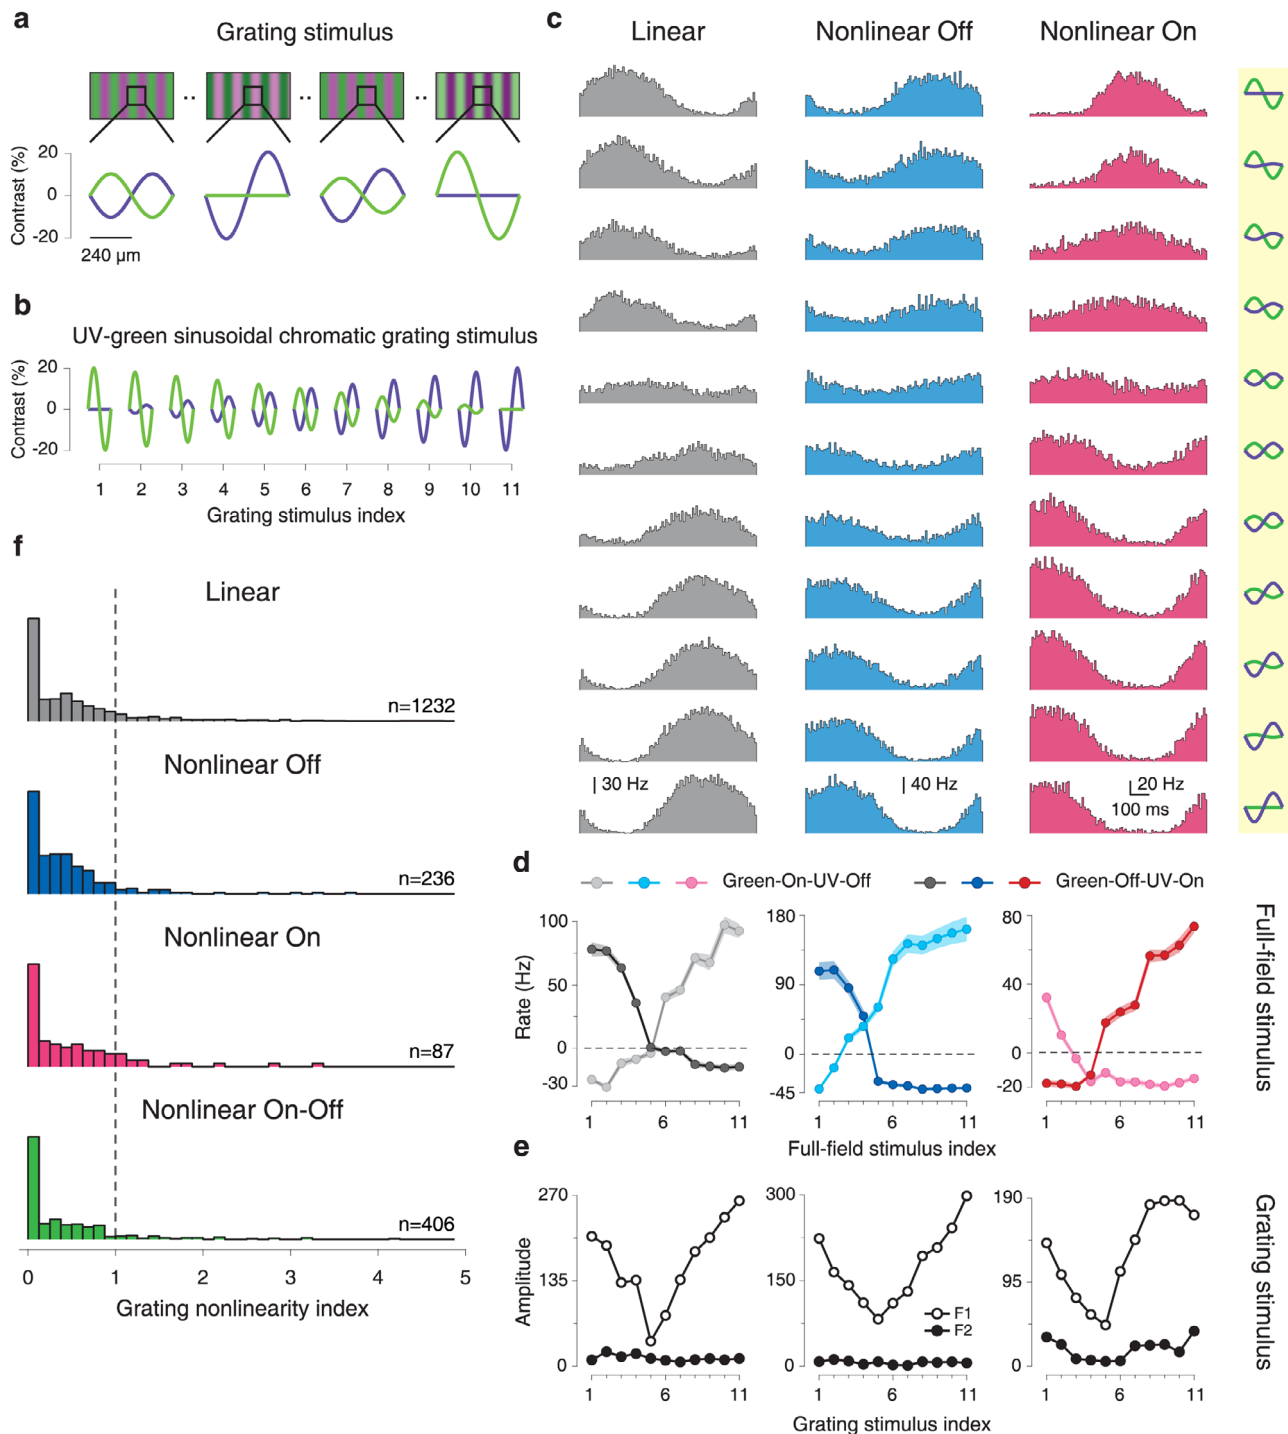 a
Grating stimulus
.. .. ..
Contrast (%)
20
0
-20
240 µm
b
UV-green sinusoidal chromatic grating stimulus
Contrast (%)
20
0
-20
1 2 3 4 5 6 7 8 9 10 11
Grating stimulus index
c
Linear Nonlinear Off Nonlinear On
30 Hz 40 Hz 20 Hz
100 ms
d
Green-On-UV-Off Green-Off-UV-On
Rate (Hz)
100
50
0
-30
1 6 11
180
90
0
-45
1 6 11
80
40
0
-20
1 6 11
Full-field stimulus index
Full-field stimulus
e
Amplitude
270
135
0
1 6 11
300
150
0
F1
F2
1 6 11
190
95
0
1 6 11
Grating stimulus index
Grating stimulus
f
Linear
n=1232
Nonlinear Off
n=236
Nonlinear On
n=87
Nonlinear On-Off
n=406
0 1 2 3 4 5
Grating nonlinearity index